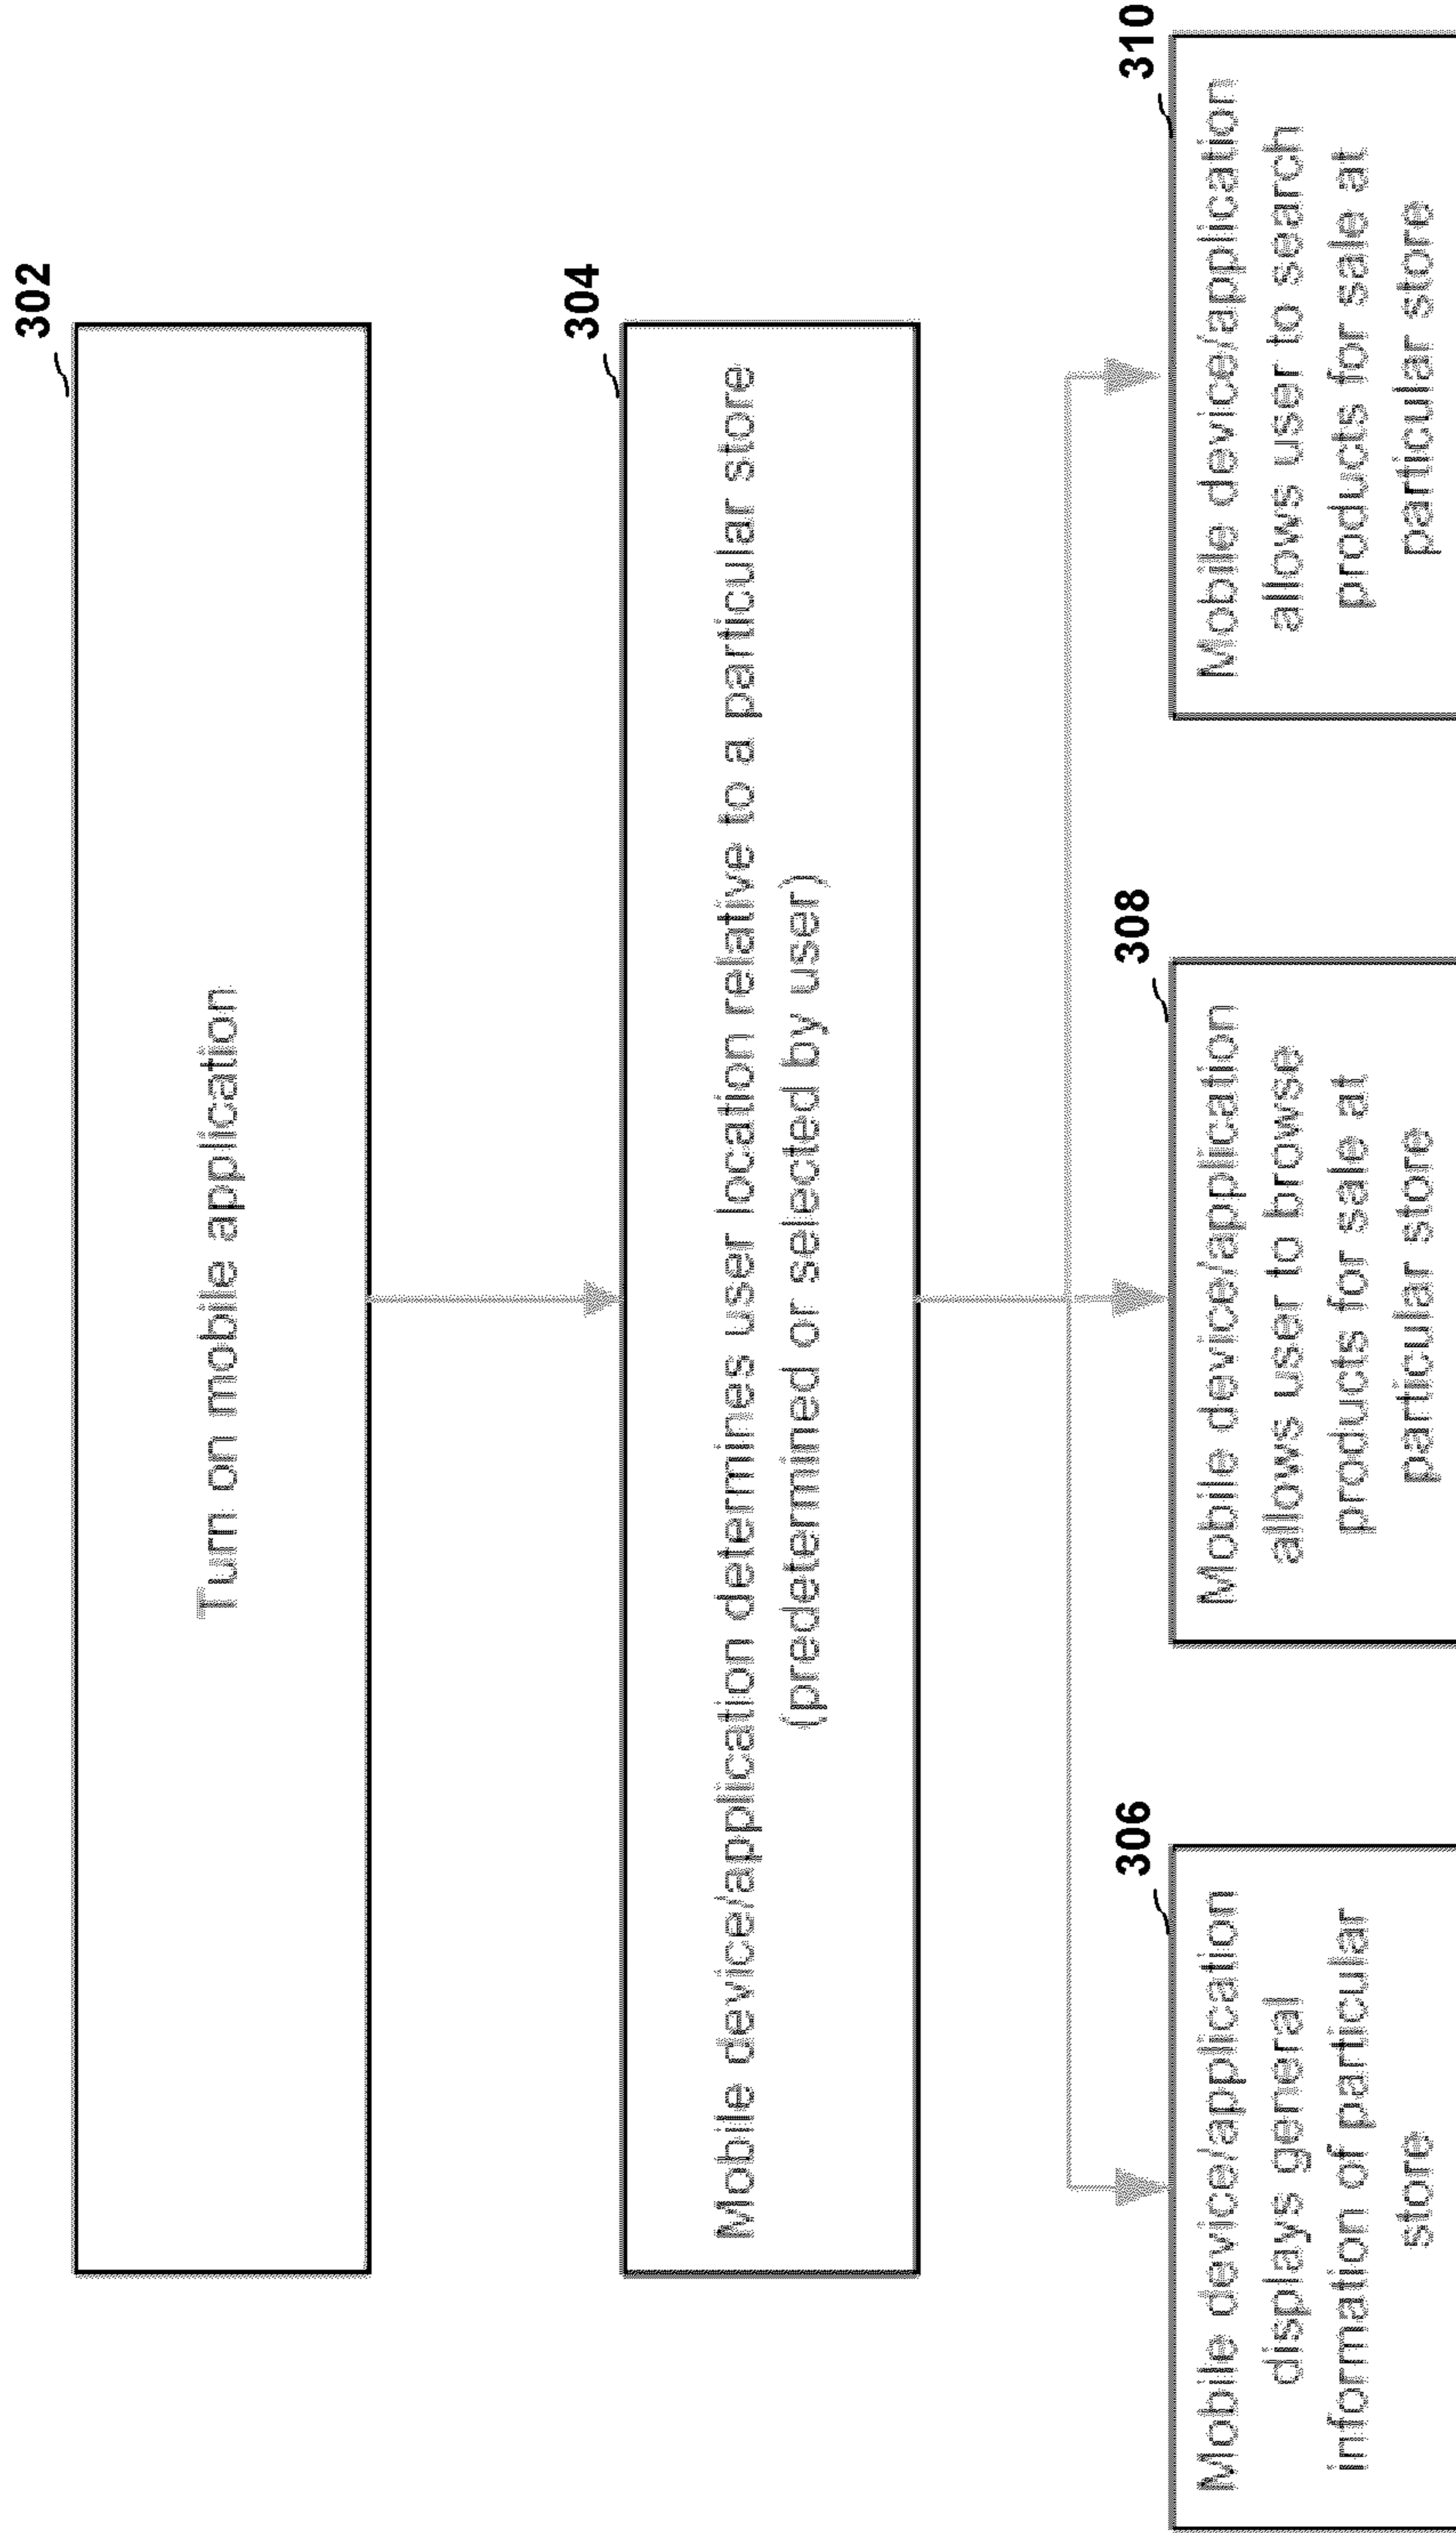 302
Turn on mobile application
304
Mobile device/application determines user location relative to a particular store
(predetermined or selected by user)
306
Mobile device/application
displays general
information of particular
store
308
Mobile device/application
allows user to browse
products for sale at
particular store
310
Mobile device/application
allows user to search
products for sale at
particular store